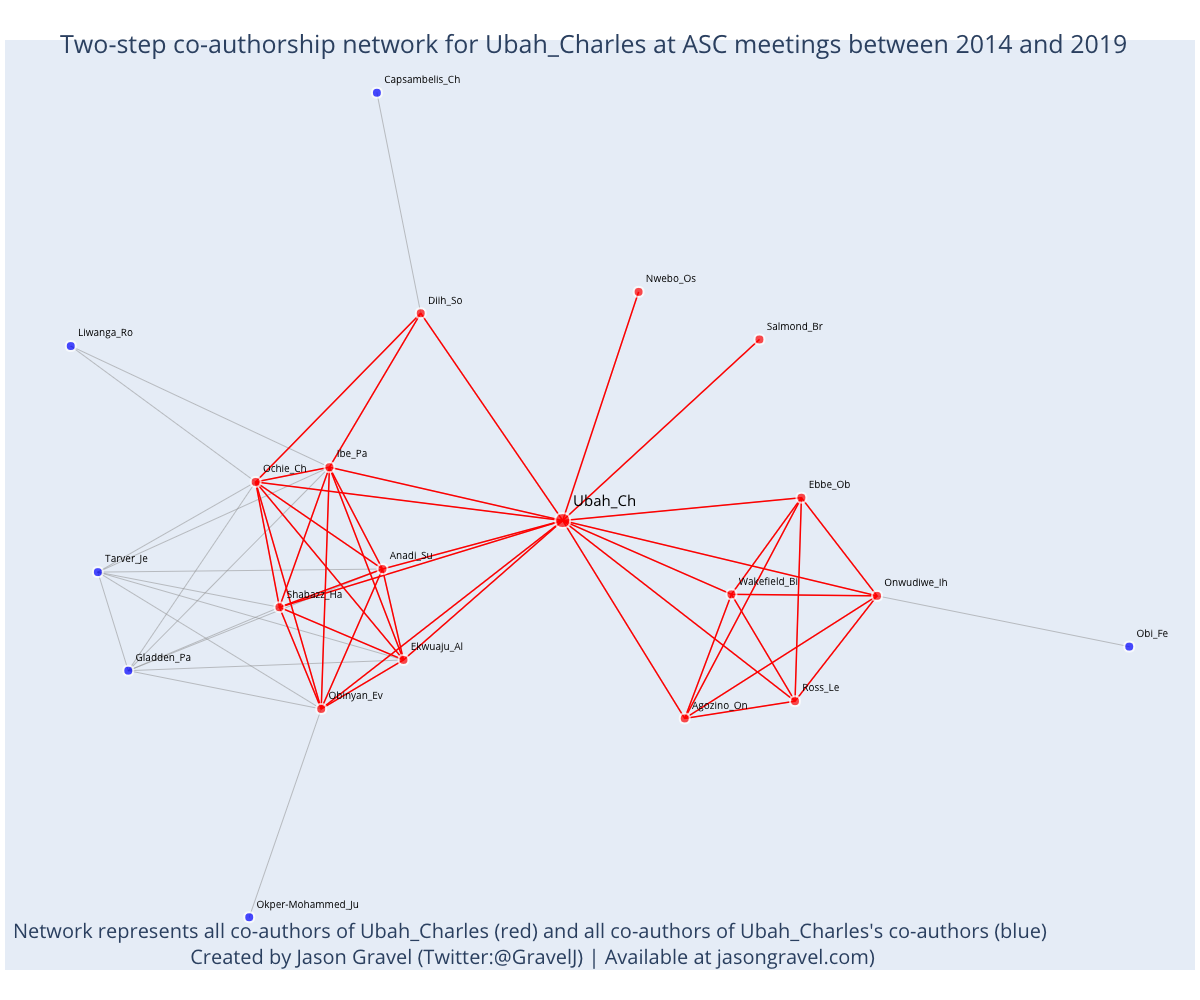 Two-step co-authorship network for Ubah_Charles at ASC meetings between 2014 and 2019
Capsambelis_Ch
Nwebo_Os
Diih_So
Salmond_Br
Liwanga_Ro
Ibe_Pa
Ochie_Ch
Ebbe_Ob
Ubah_Ch
Anadi_Su
Tarver_Je
Wakefield_Bi
Onwudiwe_Ih
Shabazz_Ha
Obi_Fe
Ekwuaju_Al
Gladden_Pa
Ross_Le
Obinyan_Ev
Agozino_On
Okper-Mohammed_Ju
Network represents all co-authors of Ubah_Charles (red) and all co-authors of Ubah_Charles's co-authors (blue)
Created by Jason Gravel (Twitter:@GravelJ) | Available at jasongravel.com)